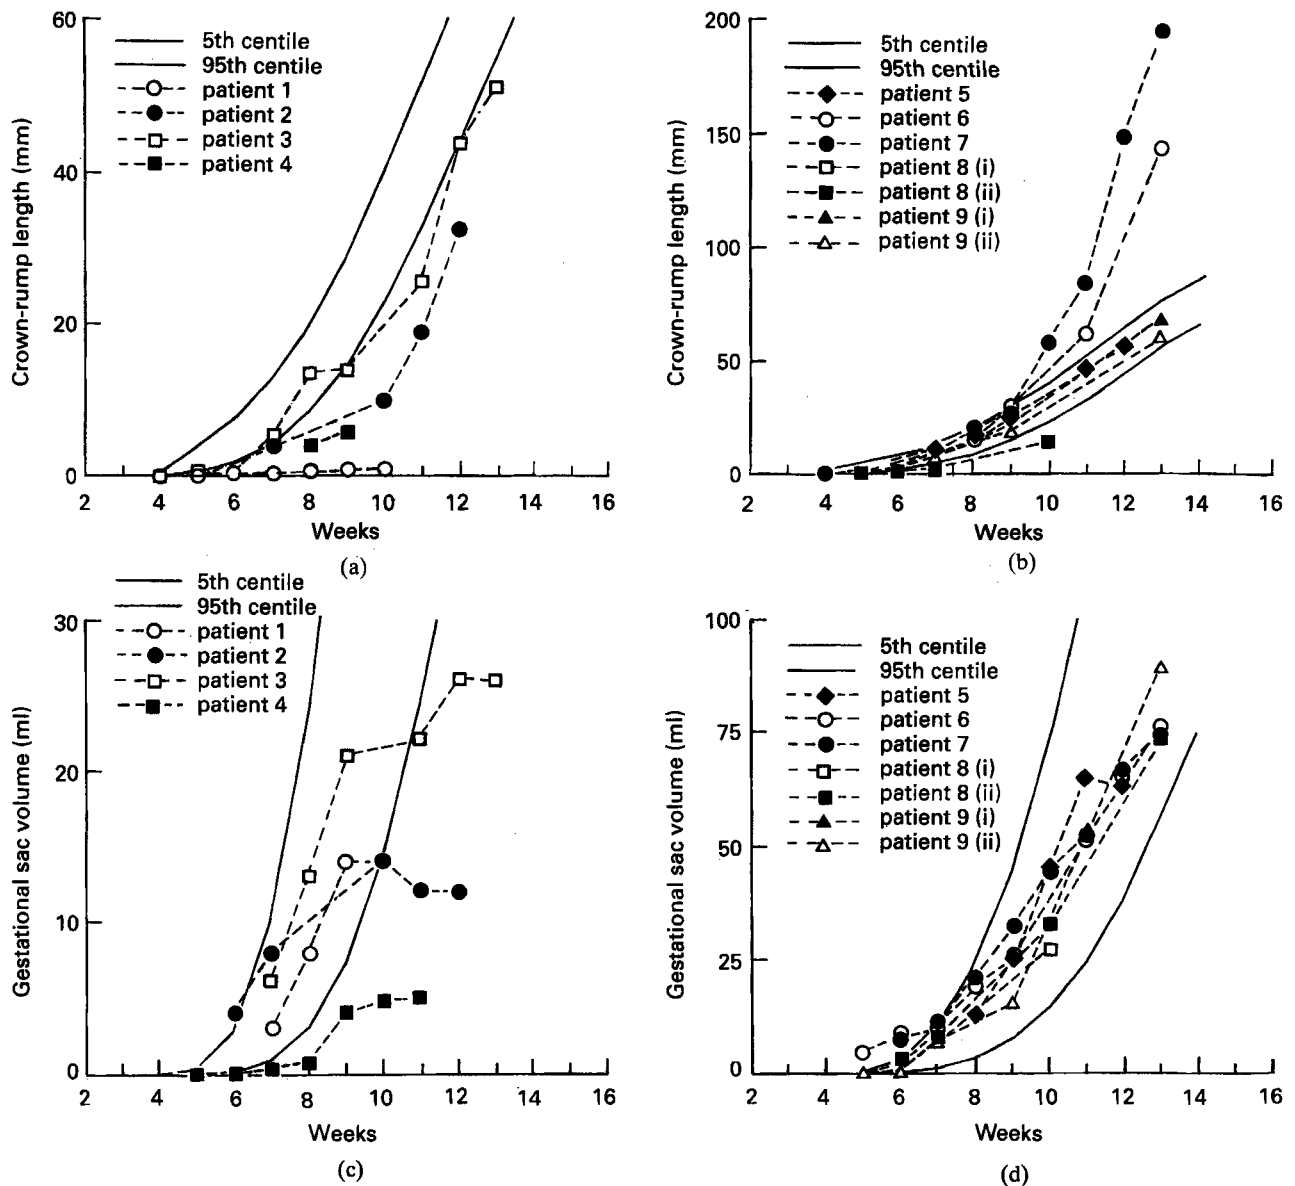 60
5th centile
95th centile
patient 1
patient 2
patient 3
patient 4
40
20
0
Crown-rump length (mm)
2 4 6 8 10 12 14 16
Weeks
(a)
200
5th centile
95th centile
patient 5
patient 6
patient 7
patient 8 (i)
patient 8 (ii)
patient 9 (i)
patient 9 (ii)
150
100
50
0
Crown-rump length (mm)
2 4 6 8 10 12 14 16
Weeks
(b)
5th centile
95th centile
patient 1
patient 2
patient 3
patient 4
30
20
10
0
Gestational sac volume (ml)
2 4 6 8 10 12 14 16
Weeks
(c)
100
5th centile
95th centile
patient 5
patient 6
patient 7
patient 8 (i)
patient 8 (ii)
patient 9 (i)
patient 9 (ii)
75
50
25
0
Gestational sac volume (ml)
2 4 6 8 10 12 14 16
Weeks
(d)